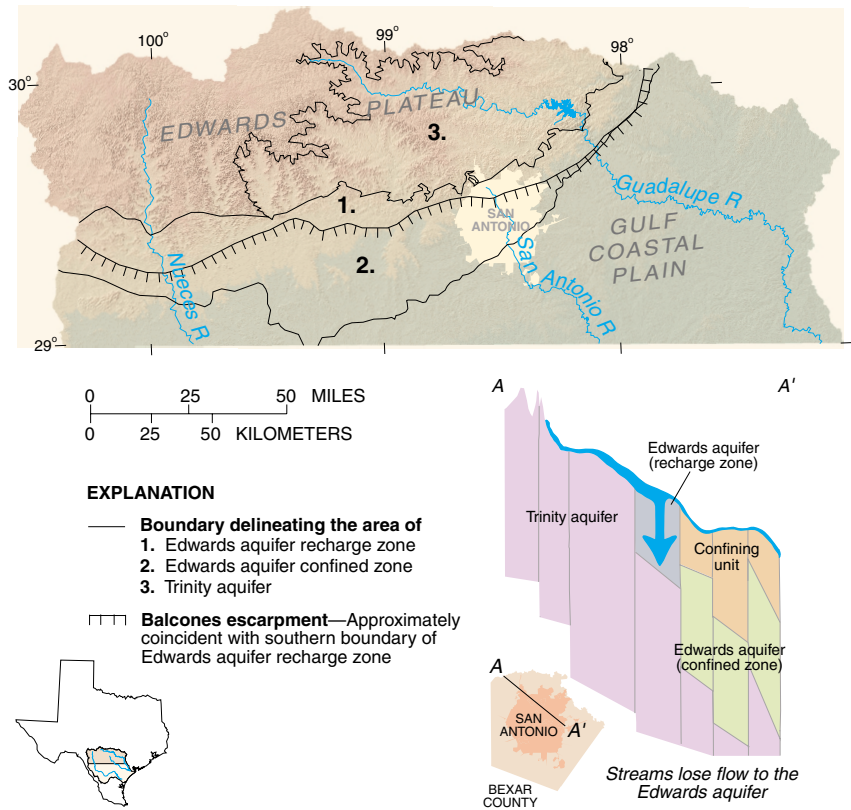 100°
99°
98°
30°
EDWARDS PLATEAU
3.
1.
Guadalupe R
SAN
ANTONIO
GULF
COASTAL
PLAIN
2.
Nueces R
San Antonio R
29°
0 25 50 MILES
0 25 50 KILOMETERS
EXPLANATION
Boundary delineating the area of
1. Edwards aquifer recharge zone
2. Edwards aquifer confined zone
3. Trinity aquifer
Balcones escarpment—Approximately
coincident with southern boundary of
Edwards aquifer recharge zone
A A'
Edwards aquifer
(recharge zone)
Trinity aquifer
Confining
unit
Edwards aquifer
(confined zone)
A
SAN
ANTONIO
A'
BEXAR
COUNTY
Streams lose flow to the
Edwards aquifer